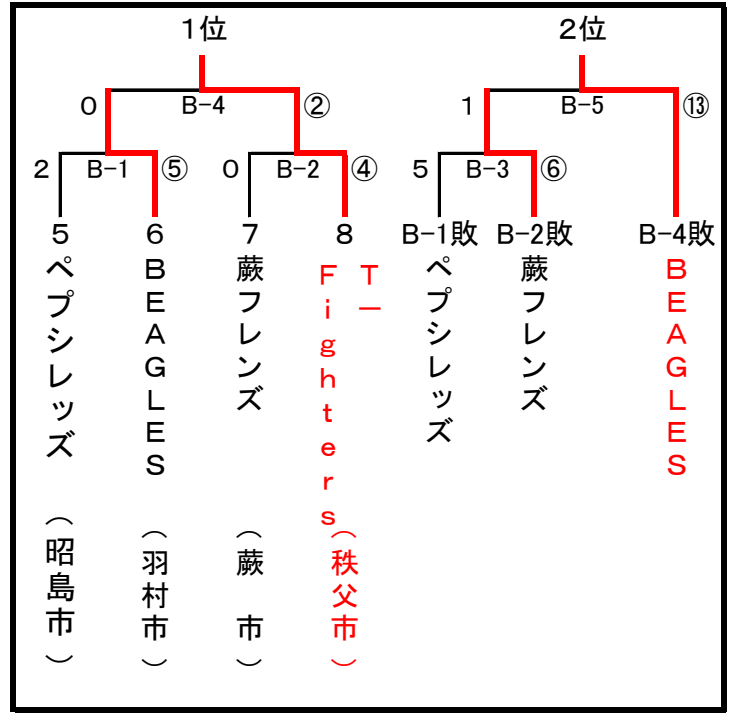 1位 2位
0 B-4 ② 1 B-5 ⑬
2 B-1 ⑤ 0 B-2 ④ 5 B-3 ⑥
5 6 7 8 B-1敗 B-2敗 B-4敗
ペプシレッズ
(昭島市)
BEAGLES
(羽村市)
蕨フレンズ
(蕨 市)
T-
Fighters
(秩父市)
ペプシレッズ
蕨フレンズ
BEAGLES